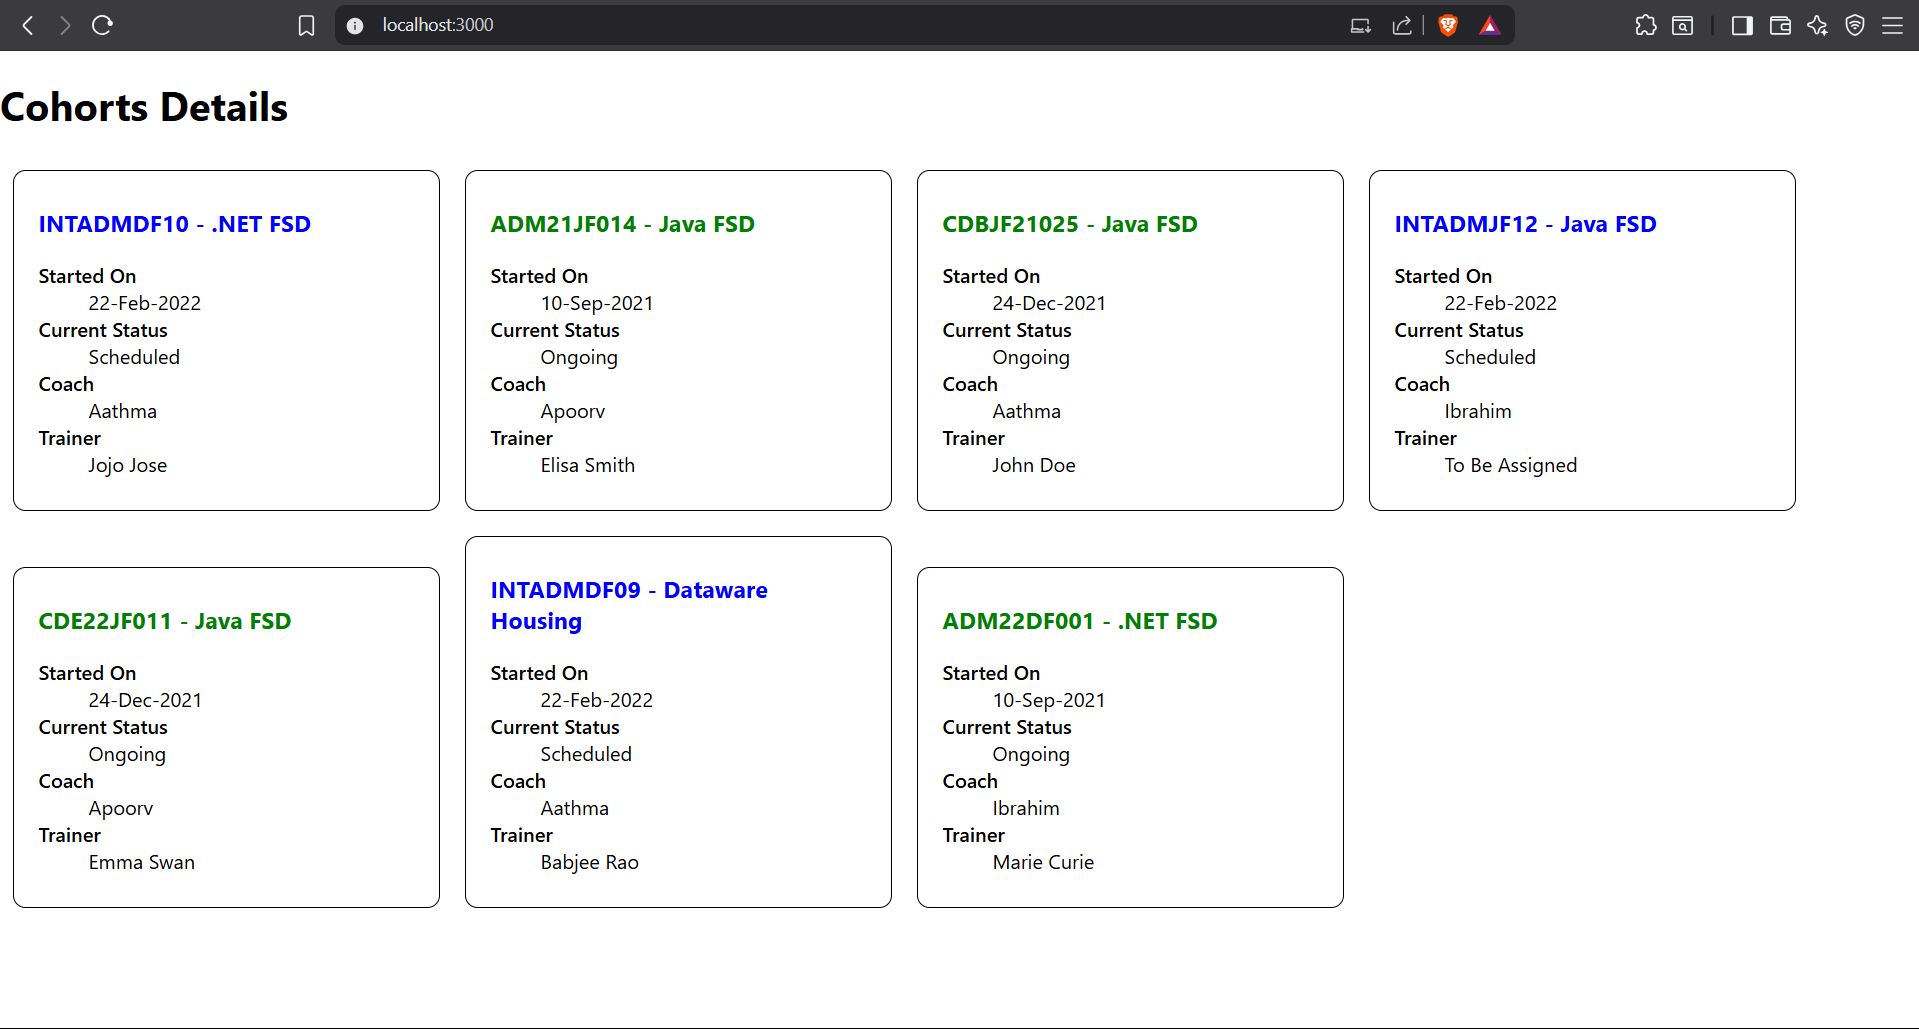 localhost:3000
Cohorts Details
INTADMDF10 - .NET FSD
Started On
22-Feb-2022
Current Status
Scheduled
Coach
Aathma
Trainer
Jojo Jose
ADM21JF014 - Java FSD
Started On
10-Sep-2021
Current Status
Ongoing
Coach
Apoorv
Trainer
Elisa Smith
CDBJF21025 - Java FSD
Started On
24-Dec-2021
Current Status
Ongoing
Coach
Aathma
Trainer
John Doe
INTADMJF12 - Java FSD
Started On
22-Feb-2022
Current Status
Scheduled
Coach
Ibrahim
Trainer
To Be Assigned
CDE22JF011 - Java FSD
Started On
24-Dec-2021
Current Status
Ongoing
Coach
Apoorv
Trainer
Emma Swan
INTADMDF09 - Dataware
Housing
Started On
22-Feb-2022
Current Status
Scheduled
Coach
Aathma
Trainer
Babjee Rao
ADM22DF001 - .NET FSD
Started On
10-Sep-2021
Current Status
Ongoing
Coach
Ibrahim
Trainer
Marie Curie